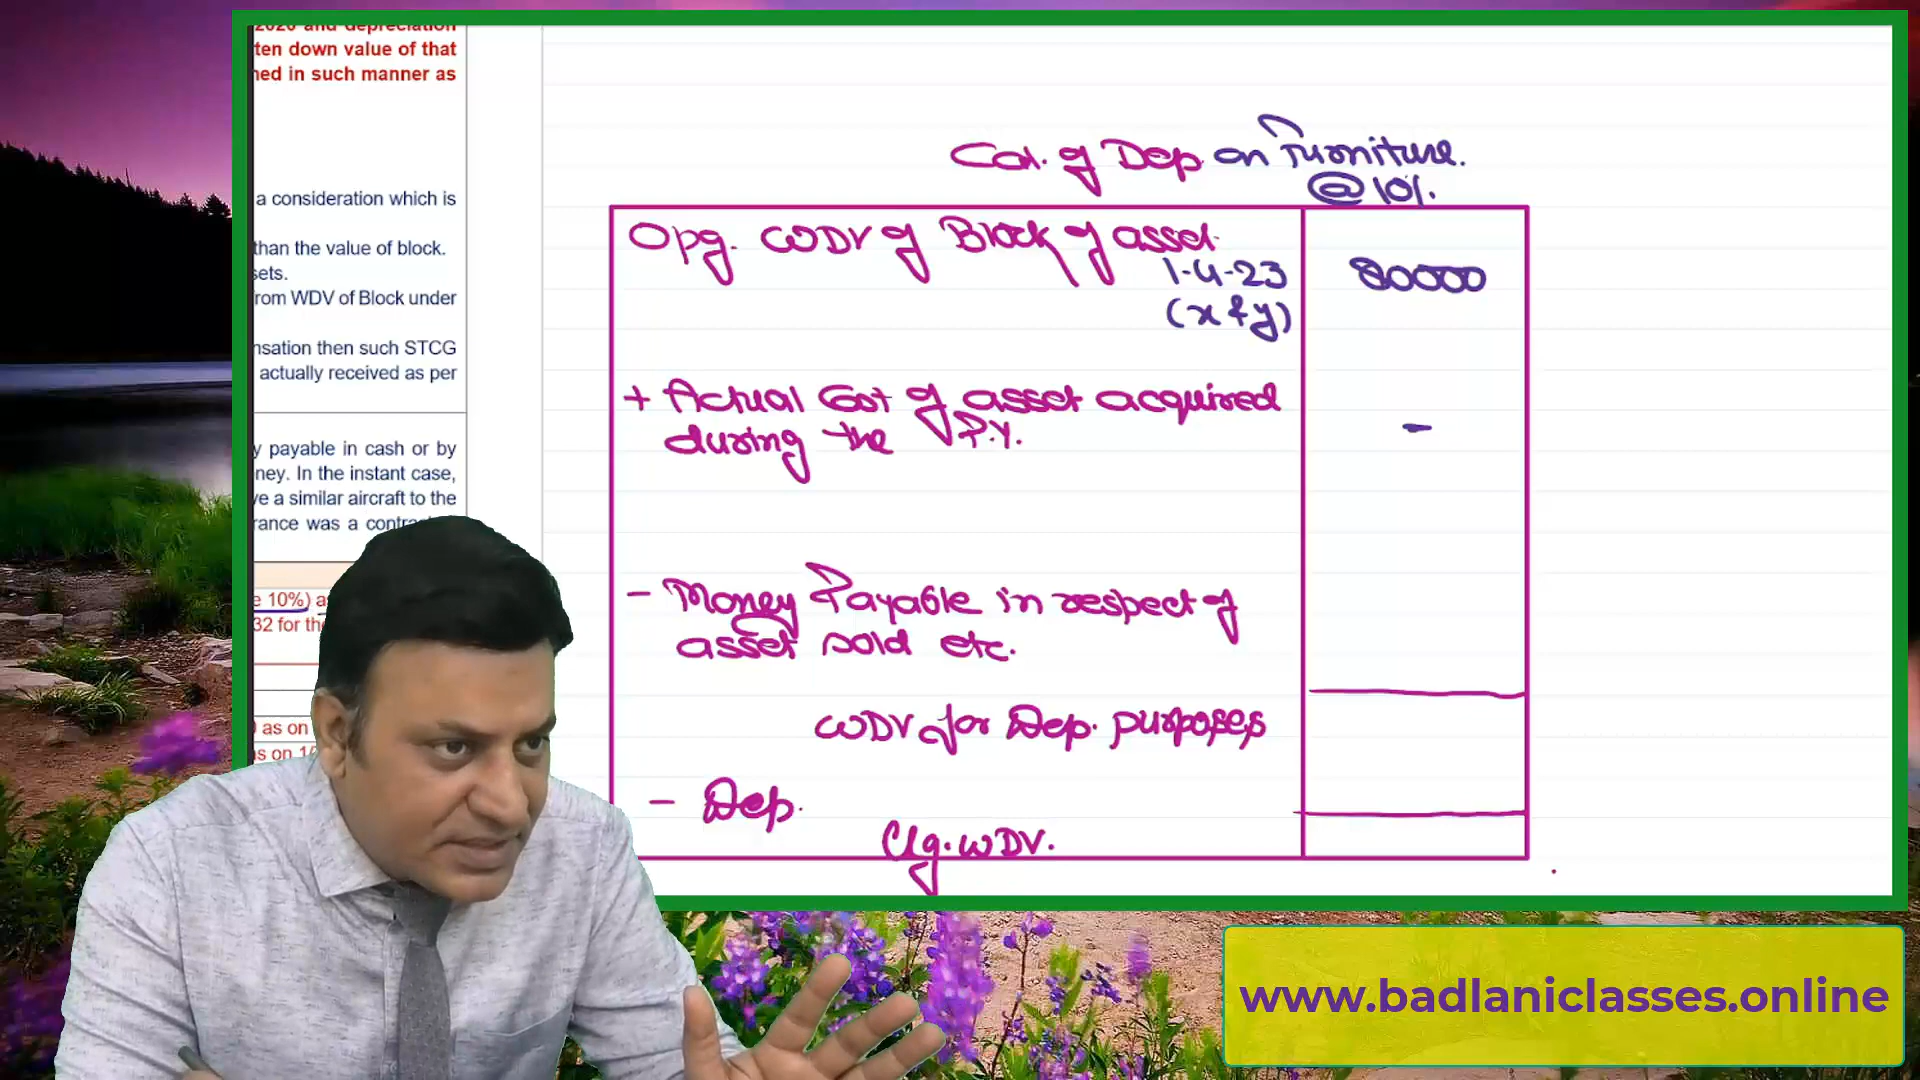 2020 and depreciation
ten down value of that
ned in such manner as
a consideration which is
than the value of block.
sets.
rom WDV of Block under
nsation then such STCG
actually received as per
y payable in cash or by
ney. In the instant case,
ve a similar aircraft to the
rance was a contra
e 10%) as
32 for th
) as on
s on 1/
Cal. of Dep on Furniture.
@ 10%.
Opg. WDV of Block of asset.
1-4-23
(x & y)
80000
+ Actual Cost of asset acquired
during the P.Y.
-
- Money Payable in respect of
asset sold etc.
WDV for Dep. purposes
- Dep.
Clg. WDV.
www.badlaniclasses.online